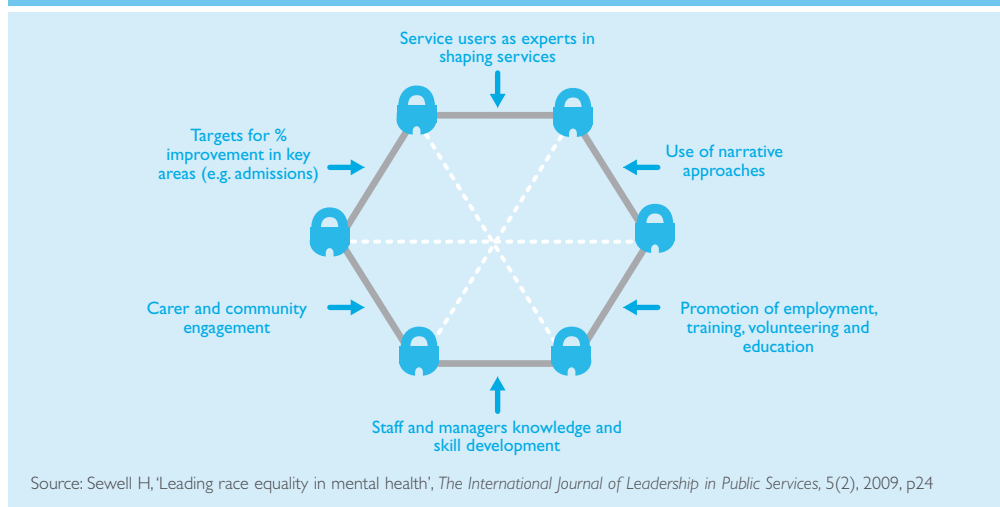 Service users as experts in
shaping services
Targets for %
improvement in key
areas (e.g. admissions)
Use of narrative
approaches
Carer and community
engagement
Promotion of employment,
training, volunteering and
education
Staff and managers knowledge and
skill development
Source: Sewell H, ‘Leading race equality in mental health’, The International Journal of Leadership in Public Services, 5(2), 2009, p24